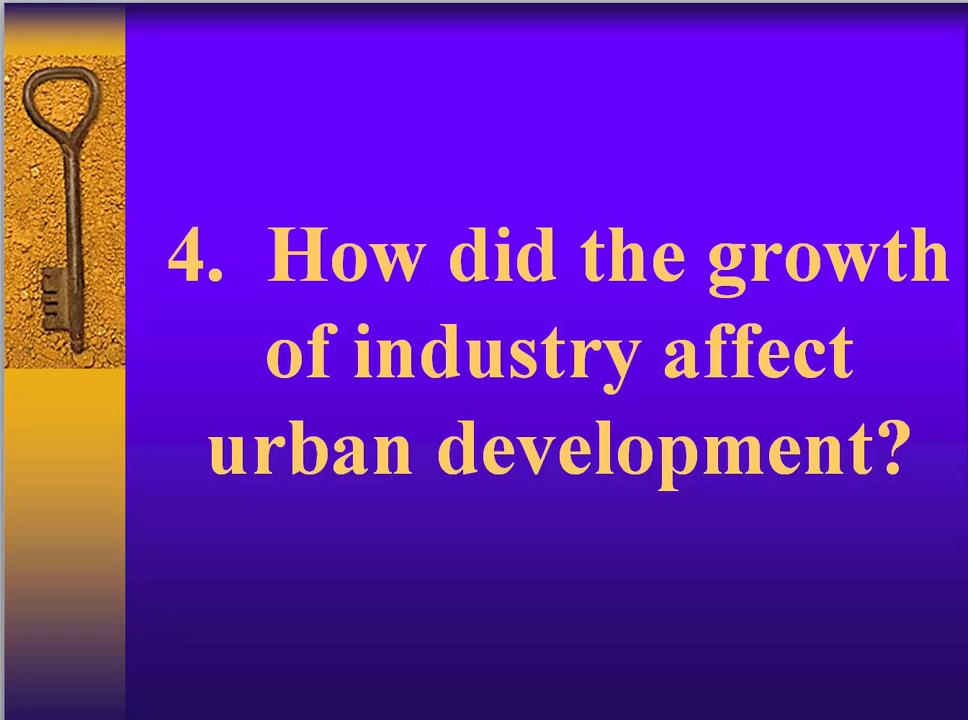 4. How did the growth
of industry affect
urban development?